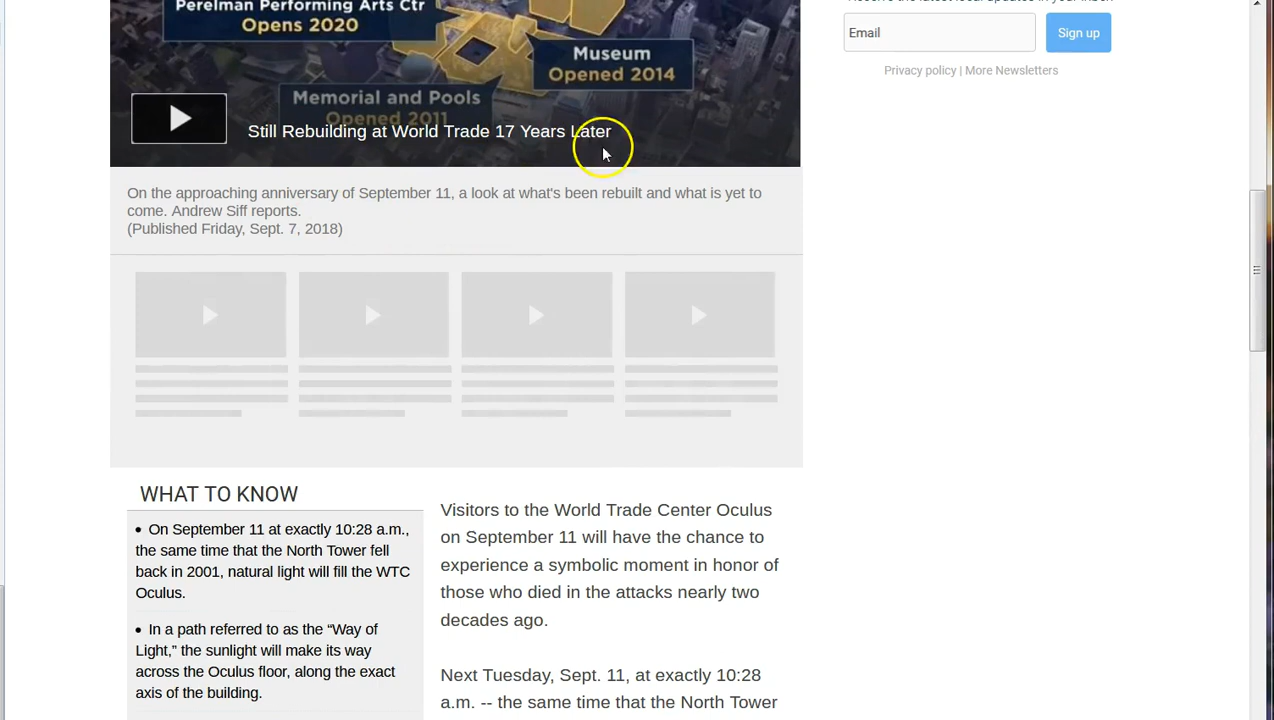 Perelman Performing Arts Ctr
Opens 2020
Museum
Opened 2014
Memorial and Pools
Opened 2011
Still Rebuilding at World Trade 17 Years Later
On the approaching anniversary of September 11, a look at what's been rebuilt and what is yet to
come. Andrew Siff reports.
(Published Friday, Sept. 7, 2018)
Receive the latest local updates in your inbox
Email
Sign up
Privacy policy | More Newsletters
WHAT TO KNOW
• On September 11 at exactly 10:28 a.m.,
the same time that the North Tower fell
back in 2001, natural light will fill the WTC
Oculus.
• In a path referred to as the “Way of
Light,” the sunlight will make its way
across the Oculus floor, along the exact
axis of the building.
Visitors to the World Trade Center Oculus
on September 11 will have the chance to
experience a symbolic moment in honor of
those who died in the attacks nearly two
decades ago.
Next Tuesday, Sept. 11, at exactly 10:28
a.m. -- the same time that the North Tower